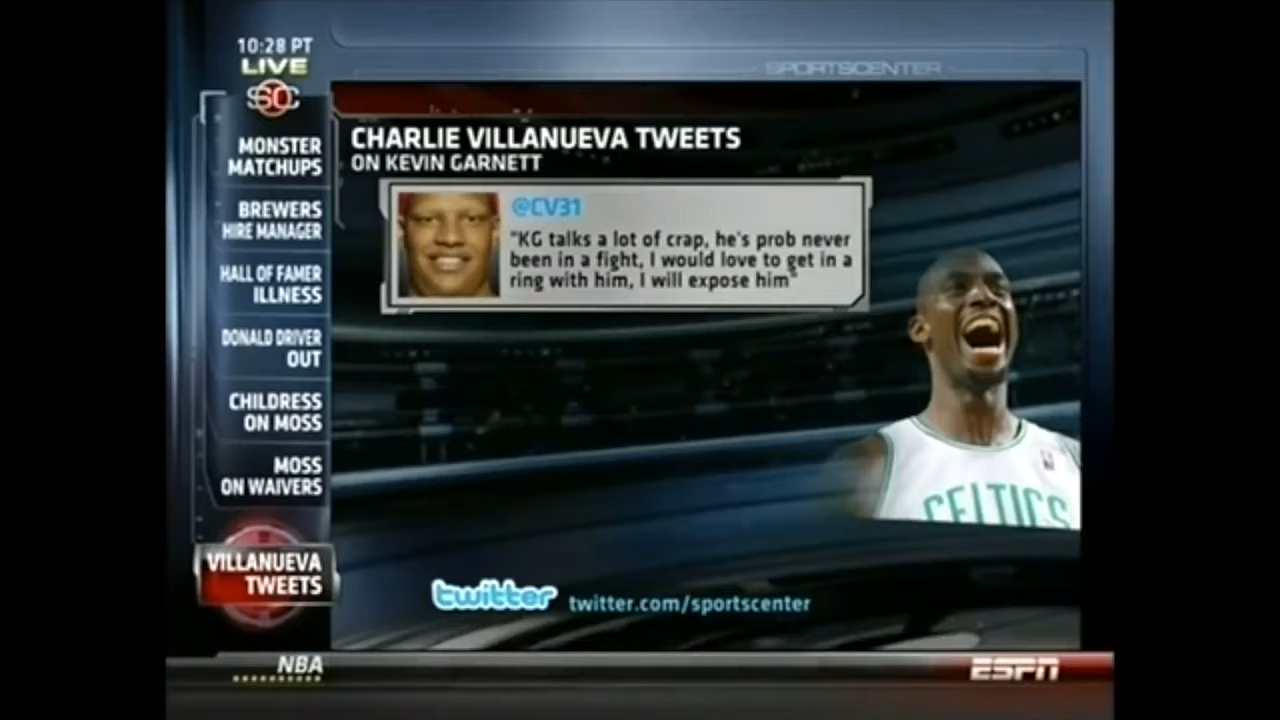 10:28 PT
LIVE
SC
SPORTSCENTER
MONSTER
MATCHUPS
BREWERS
HIRE MANAGER
HALL OF FAMER
ILLNESS
DONALD DRIVER
OUT
CHILDRESS
ON MOSS
MOSS
ON WAIVERS
VILLANUEVA
TWEETS
CHARLIE VILLANUEVA TWEETS
ON KEVIN GARNETT
@CV31
"KG talks a lot of crap, he's prob never
been in a fight, I would love to get in a
ring with him, I will expose him"
CELTICS
twitter twitter.com/sportscenter
NBA
ESPN